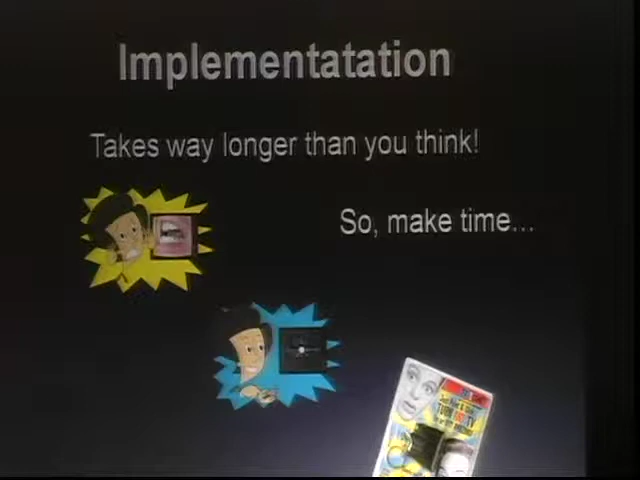 Implementatation
Takes way longer than you think!
So, make time...